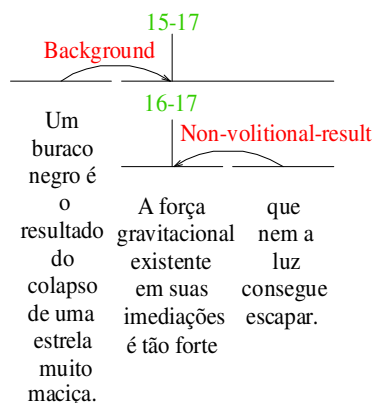 15-17
Background
16-17
Non-volitional-result
Um
buraco
negro é
o
resultado
do
colapso
de uma
estrela
muito
maciça.
A força
gravitacional
existente
em suas
imediações
é tão forte
que
nem a
luz
consegue
escapar.